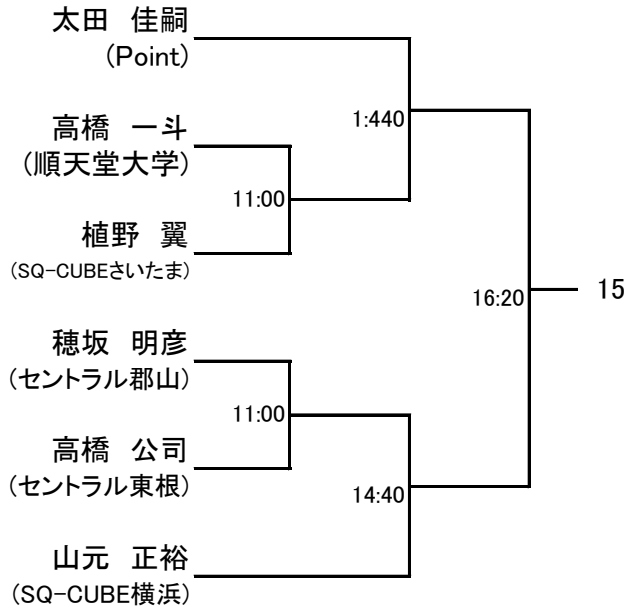 太田　佳嗣
(Point)
1:440
高橋　一斗
(順天堂大学)
11:00
植野　翼
(SQ-CUBEさいたま)
16:20
15
穂坂　明彦
(セントラル郡山)
11:00
高橋　公司
(セントラル東根)
14:40
山元　正裕
(SQ-CUBE横浜)